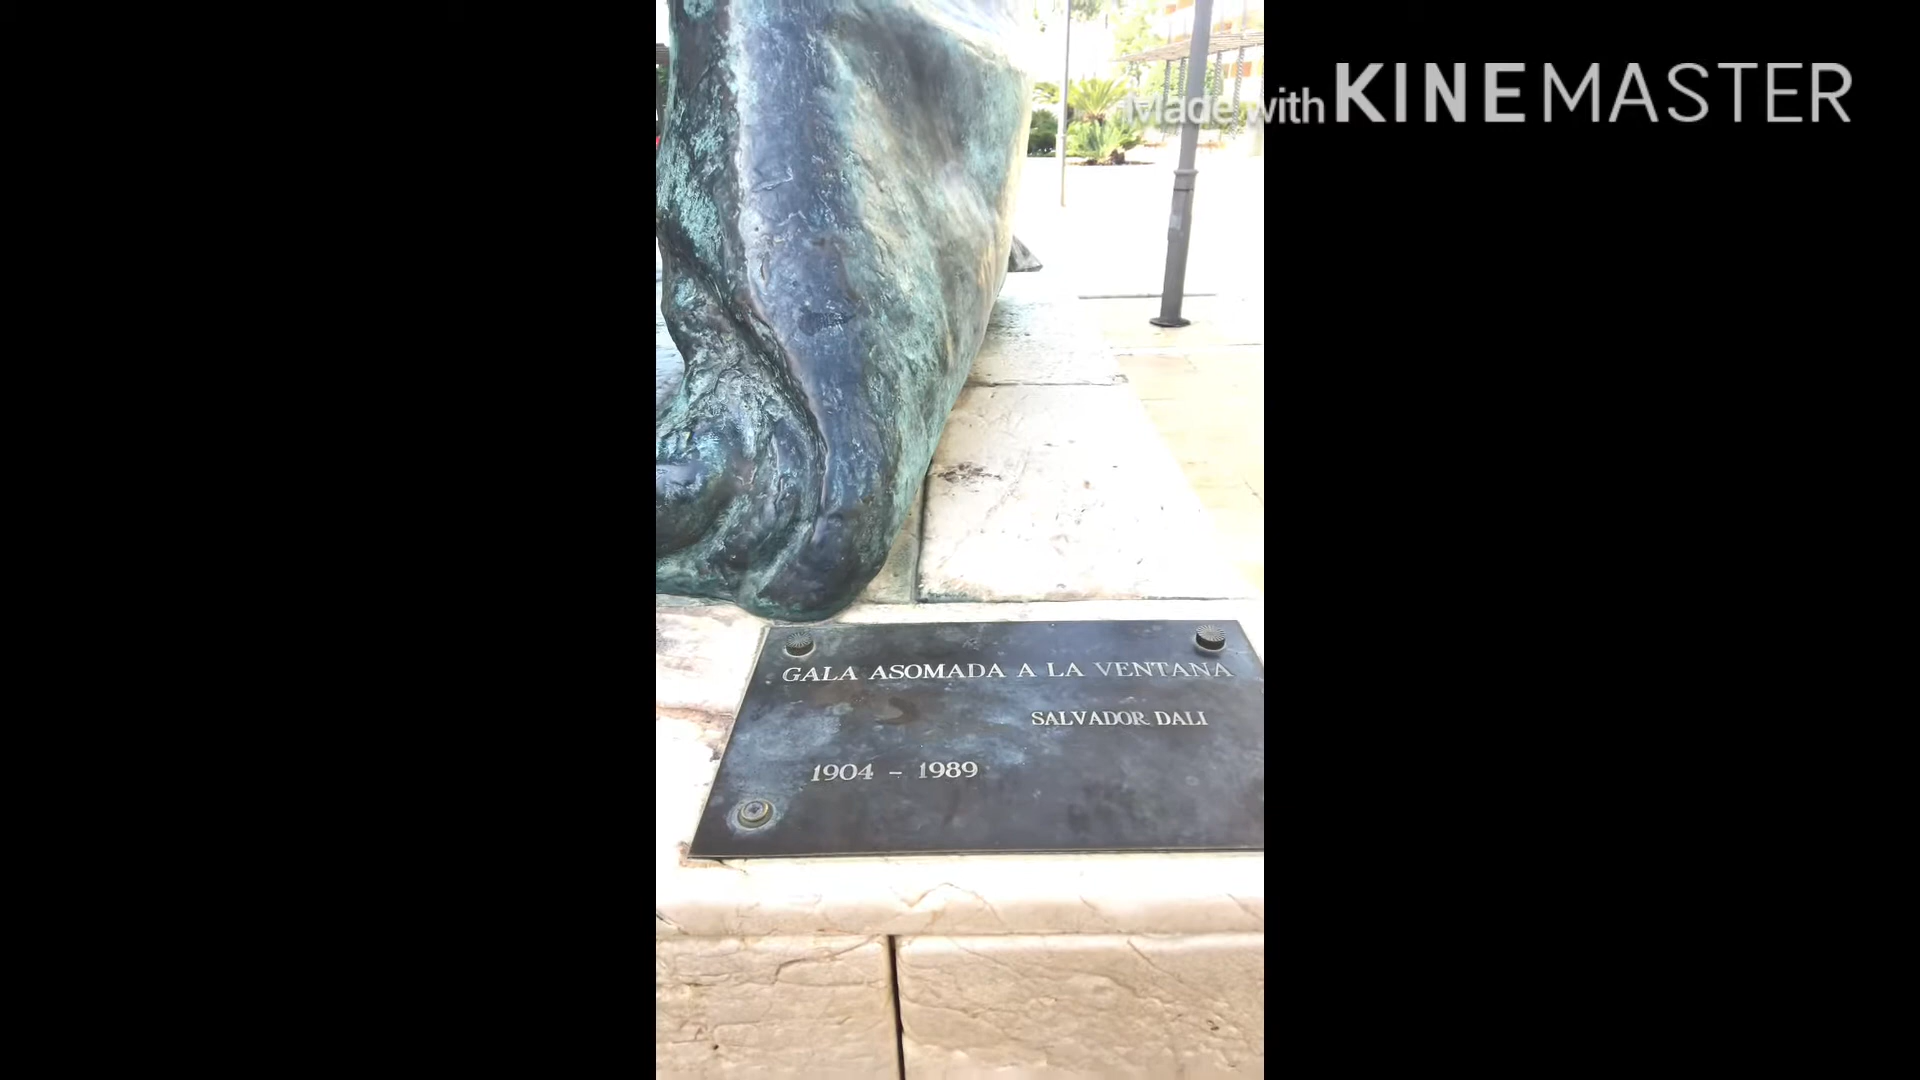 Made with KINEMASTER
GALA ASOMADA A LA VENTANA
SALVADOR DALI
1904 - 1989